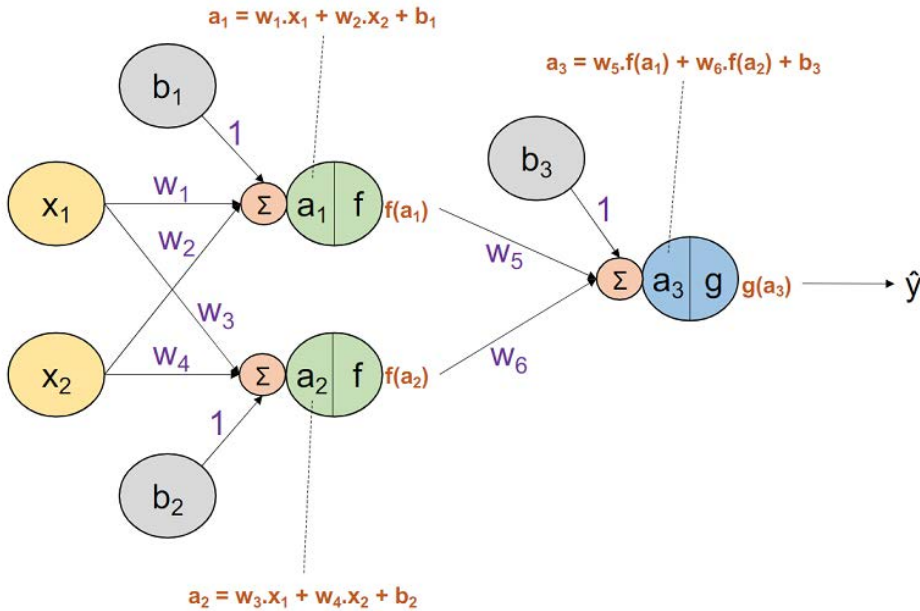 a₁ = w₁.x₁ + w₂.x₂ + b₁
a₃ = w₅.f(a₁) + w₆.f(a₂) + b₃
b₁
1
b₃
1
x₁
w₁
Σ
a₁
f
f(a₁)
w₂
w₅
Σ
a₃
g
g(a₃)
ŷ
w₃
x₂
w₄
Σ
a₂
f
f(a₂)
w₆
1
b₂
a₂ = w₃.x₁ + w₄.x₂ + b₂